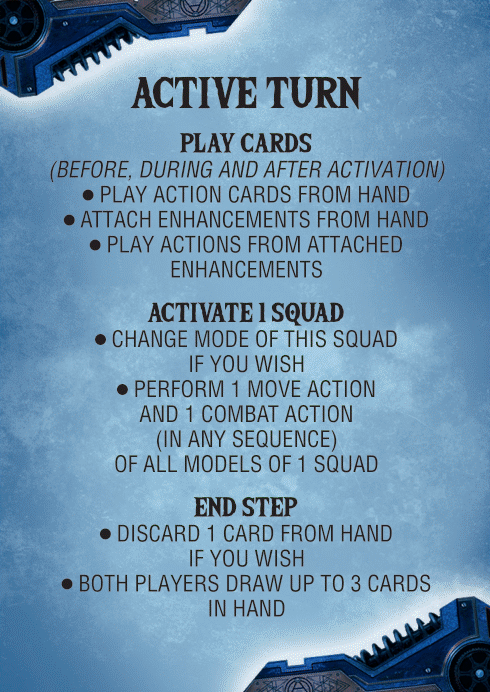 ACTIVE TURN
PLAY CARDS
(BEFORE, DURING AND AFTER ACTIVATION)
● PLAY ACTION CARDS FROM HAND
● ATTACH ENHANCEMENTS FROM HAND
● PLAY ACTIONS FROM ATTACHED
ENHANCEMENTS
ACTIVATE 1 SQUAD
● CHANGE MODE OF THIS SQUAD
IF YOU WISH
● PERFORM 1 MOVE ACTION
AND 1 COMBAT ACTION
(IN ANY SEQUENCE)
OF ALL MODELS OF 1 SQUAD
END STEP
● DISCARD 1 CARD FROM HAND
IF YOU WISH
● BOTH PLAYERS DRAW UP TO 3 CARDS
IN HAND